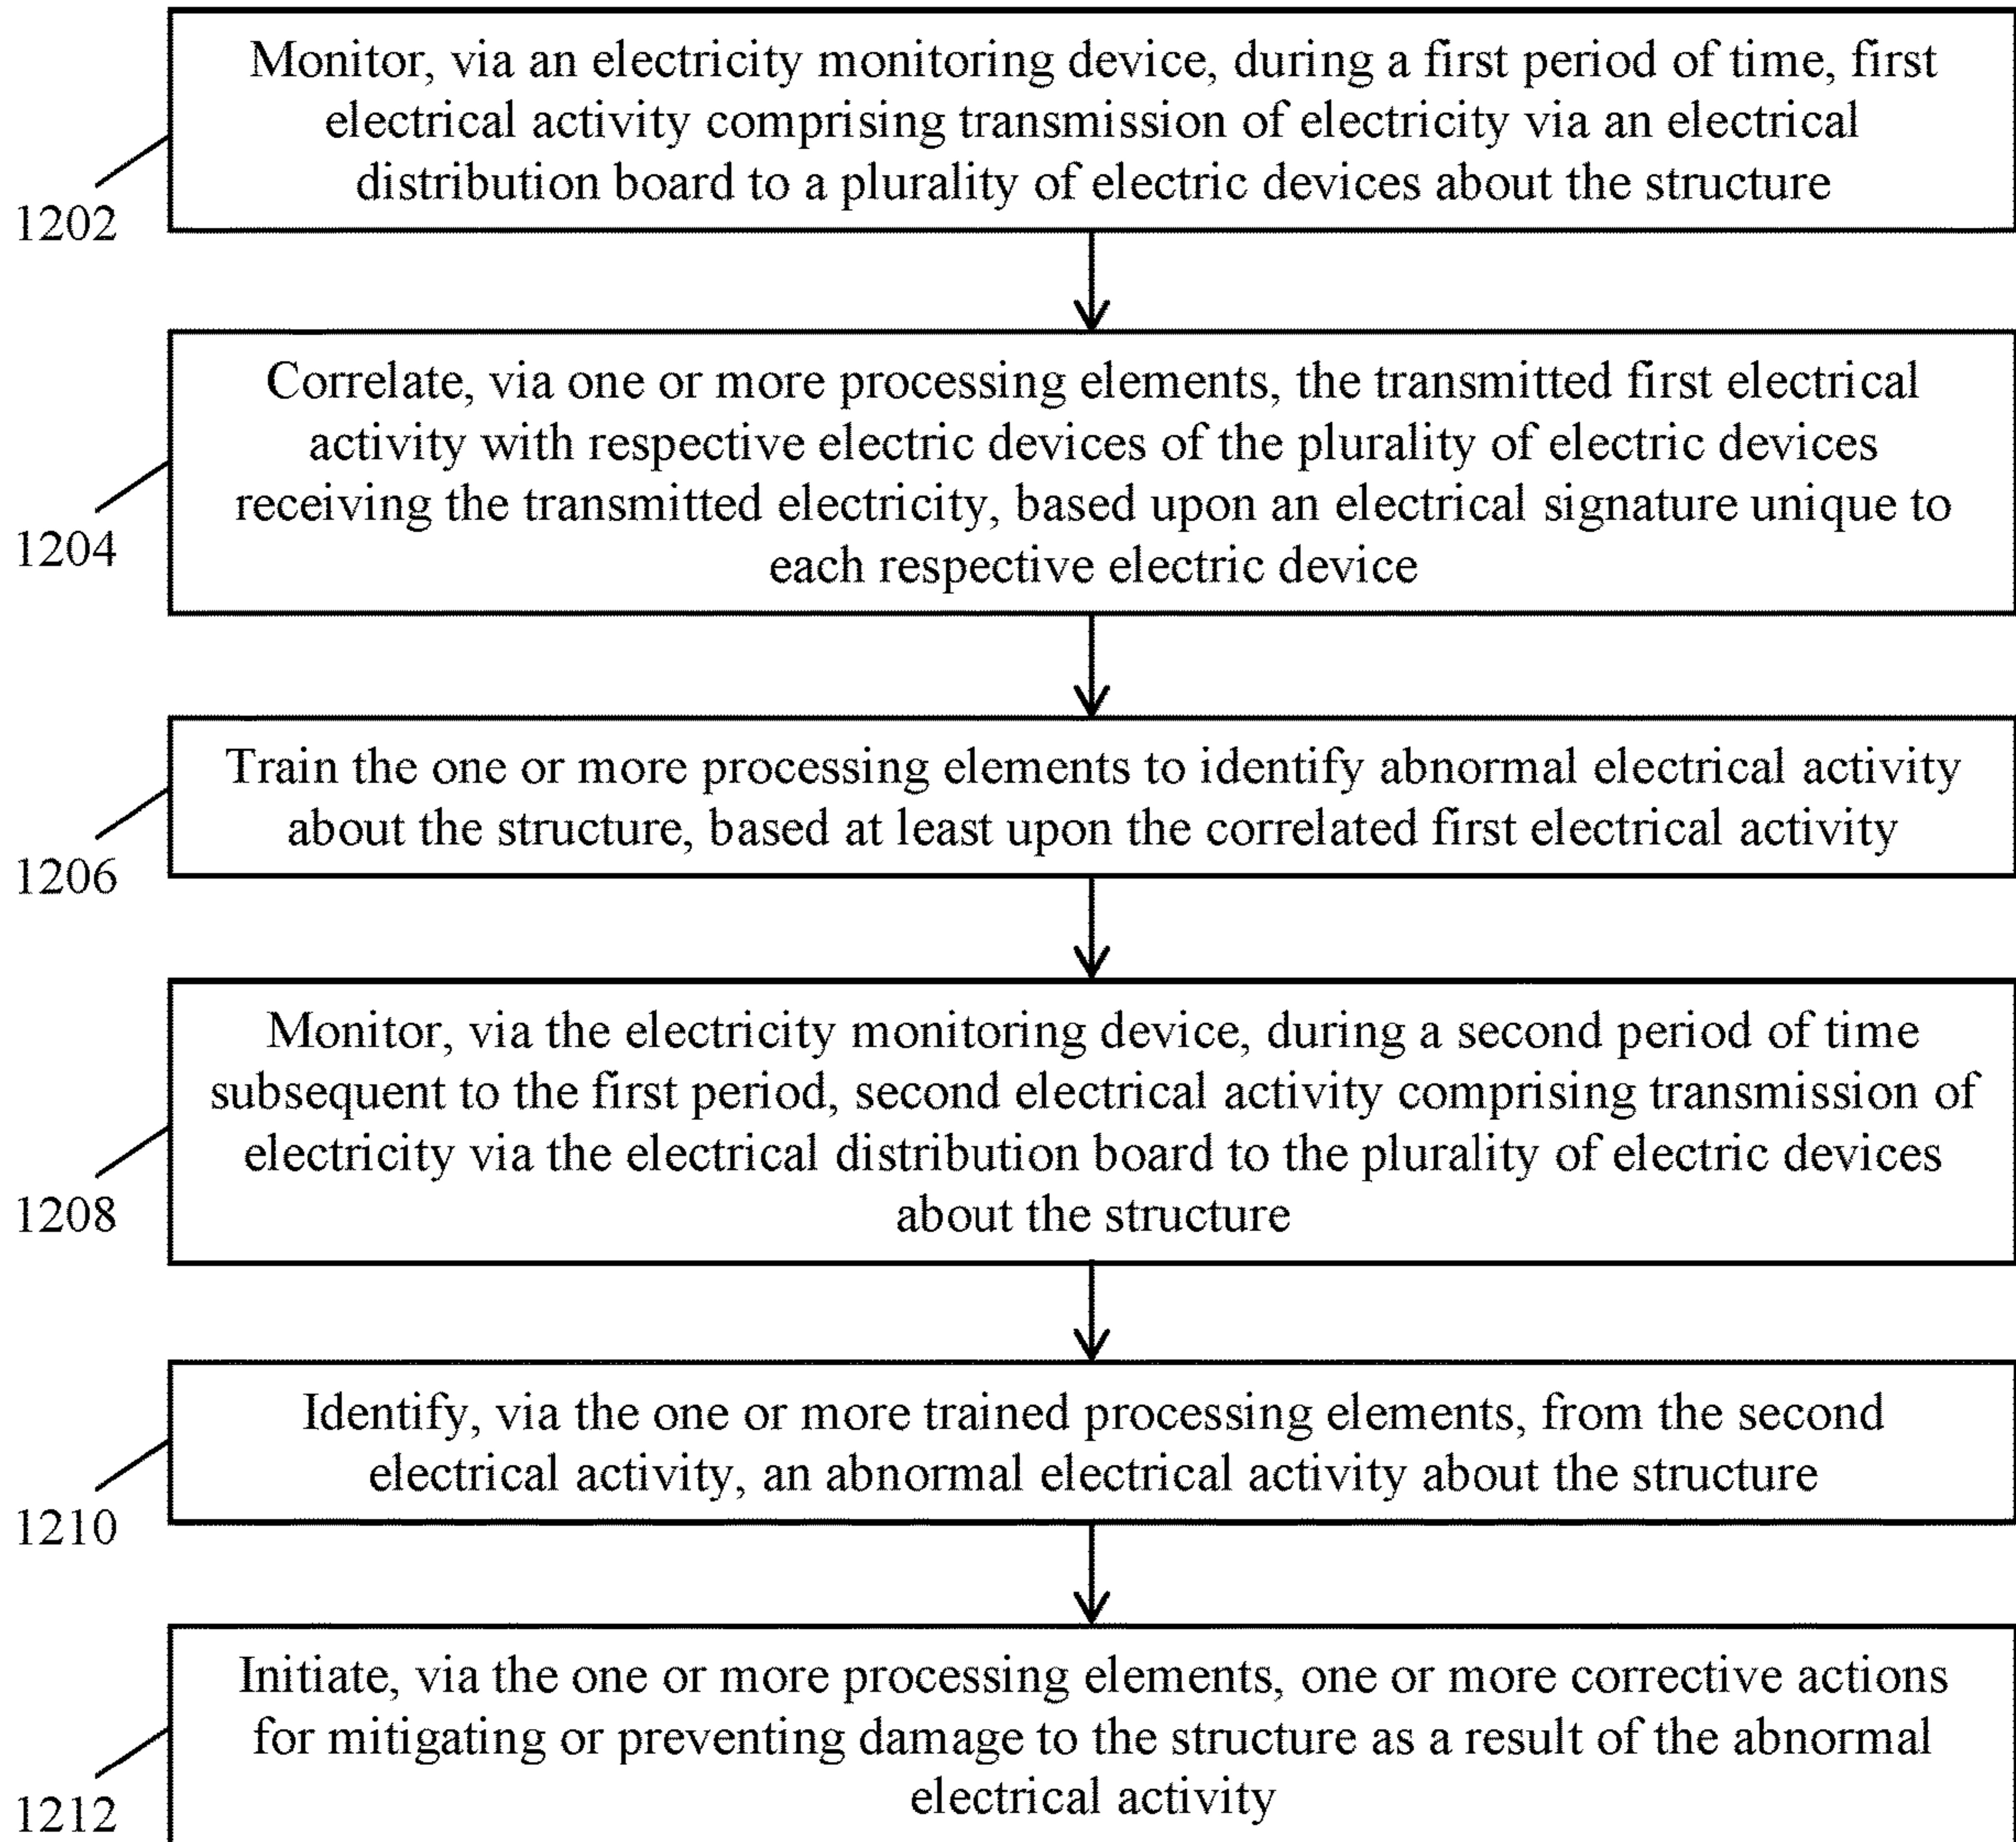 Monitor, via an electricity monitoring device, during a first period of time, first
electrical activity comprising transmission of electricity via an electrical
distribution board to a plurality of electric devices about the structure
1202
Correlate, via one or more processing elements, the transmitted first electrical
activity with respective electric devices of the plurality of electric devices
receiving the transmitted electricity, based upon an electrical signature unique to
each respective electric device
1204
Train the one or more processing elements to identify abnormal electrical activity
about the structure, based at least upon the correlated first electrical activity
1206
Monitor, via the electricity monitoring device, during a second period of time
subsequent to the first period, second electrical activity comprising transmission of
electricity via the electrical distribution board to the plurality of electric devices
about the structure
1208
Identify, via the one or more trained processing elements, from the second
electrical activity, an abnormal electrical activity about the structure
1210
Initiate, via the one or more processing elements, one or more corrective actions
for mitigating or preventing damage to the structure as a result of the abnormal
electrical activity
1212